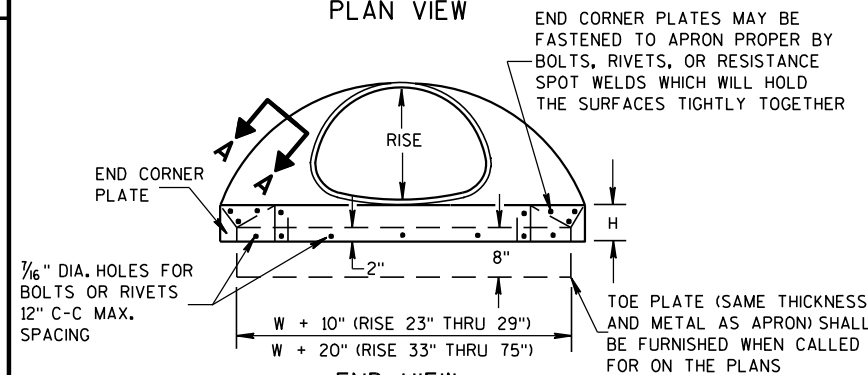 PLAN VIEW
END CORNER PLATES MAY BE
FASTENED TO APRON PROPER BY
BOLTS, RIVETS, OR RESISTANCE
SPOT WELDS WHICH WILL HOLD
THE SURFACES TIGHTLY TOGETHER
RISE
A
A
END CORNER
PLATE
H
2"
8"
7/16" DIA. HOLES FOR
BOLTS OR RIVETS
12" C-C MAX.
SPACING
W + 10" (RISE 23" THRU 29")
W + 20" (RISE 33" THRU 75")
TOE PLATE (SAME THICKNESS
AND METAL AS APRON) SHALL
BE FURNISHED WHEN CALLED
FOR ON THE PLANS
END VIEW